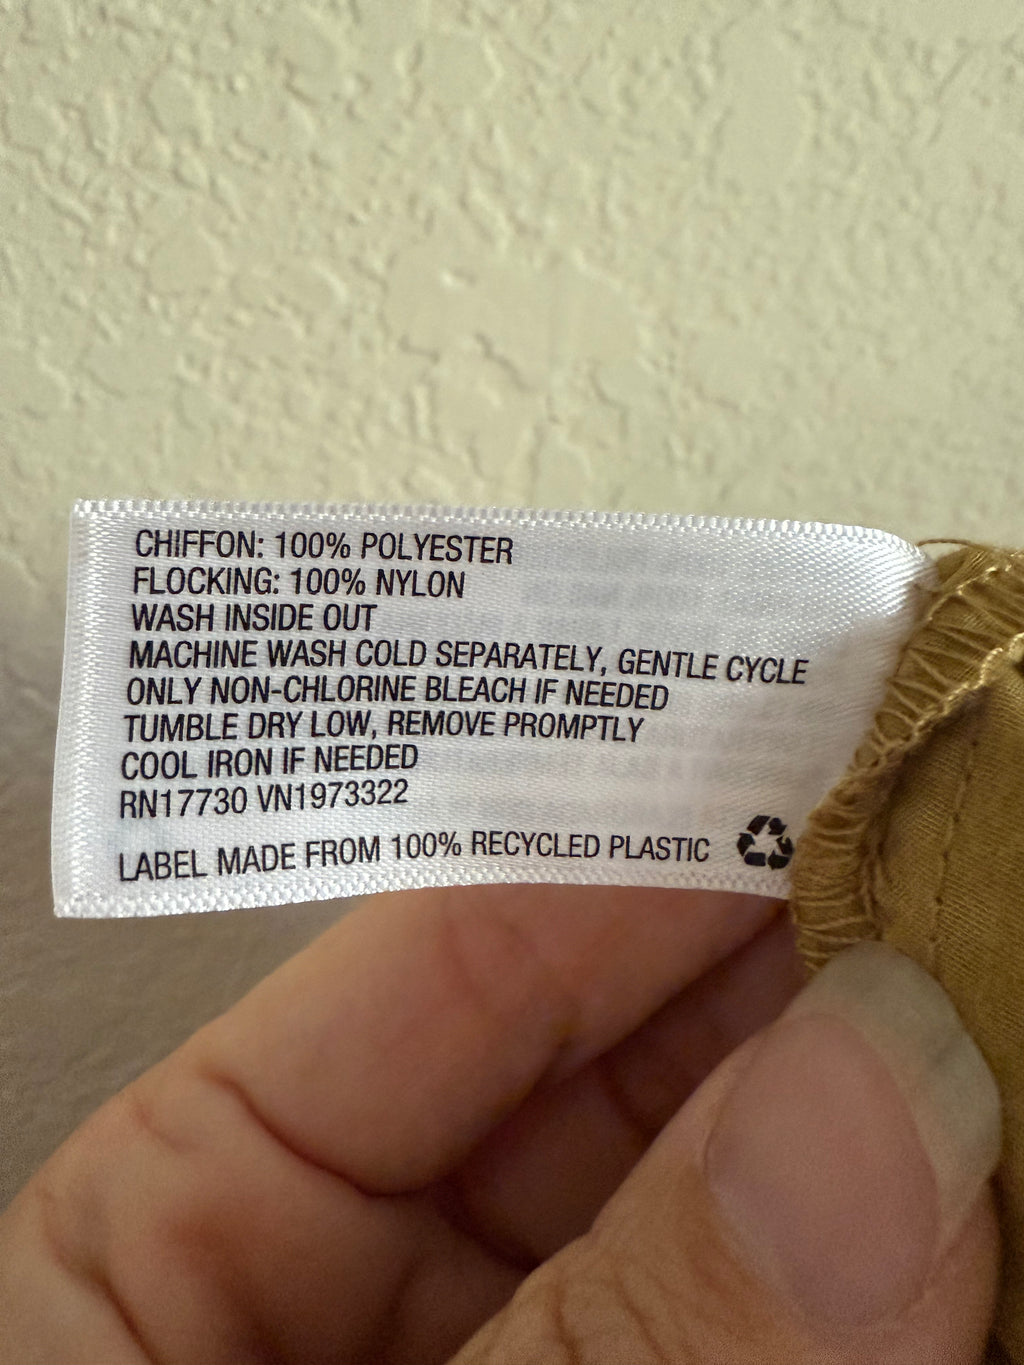 CHIFFON: 100% POLYESTER
FLOCKING: 100% NYLON
WASH INSIDE OUT
MACHINE WASH COLD SEPARATELY, GENTLE CYCLE
ONLY NON-CHLORINE BLEACH IF NEEDED
TUMBLE DRY LOW, REMOVE PROMPTLY
COOL IRON IF NEEDED
RN17730 VN1973322
LABEL MADE FROM 100% RECYCLED PLASTIC